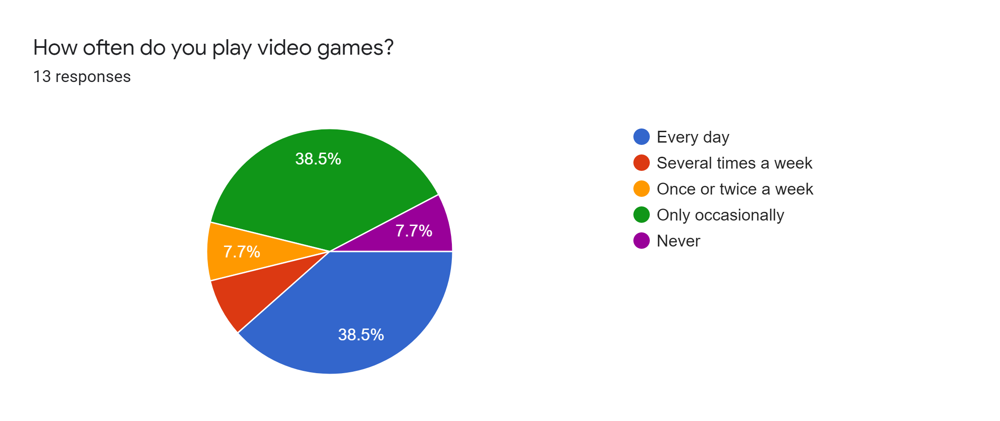 How often do you play video games?
13 responses
38.5%
7.7%
7.7%
38.5%
Every day
Several times a week
Once or twice a week
Only occasionally
Never